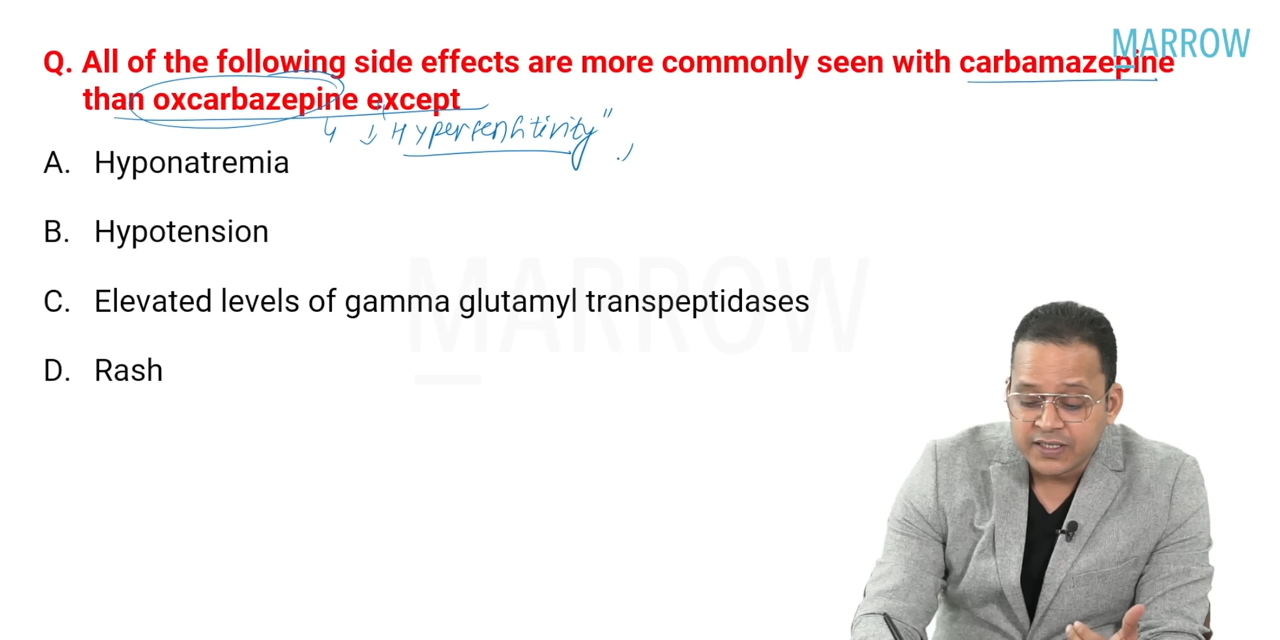 MARROW
Q. All of the following side effects are more commonly seen with carbamazepine
than oxcarbazepine except
↳ ↓ Hypersensitivity"
A. Hyponatremia
B. Hypotension
C. Elevated levels of gamma glutamyl transpeptidases
D. Rash
MARROW